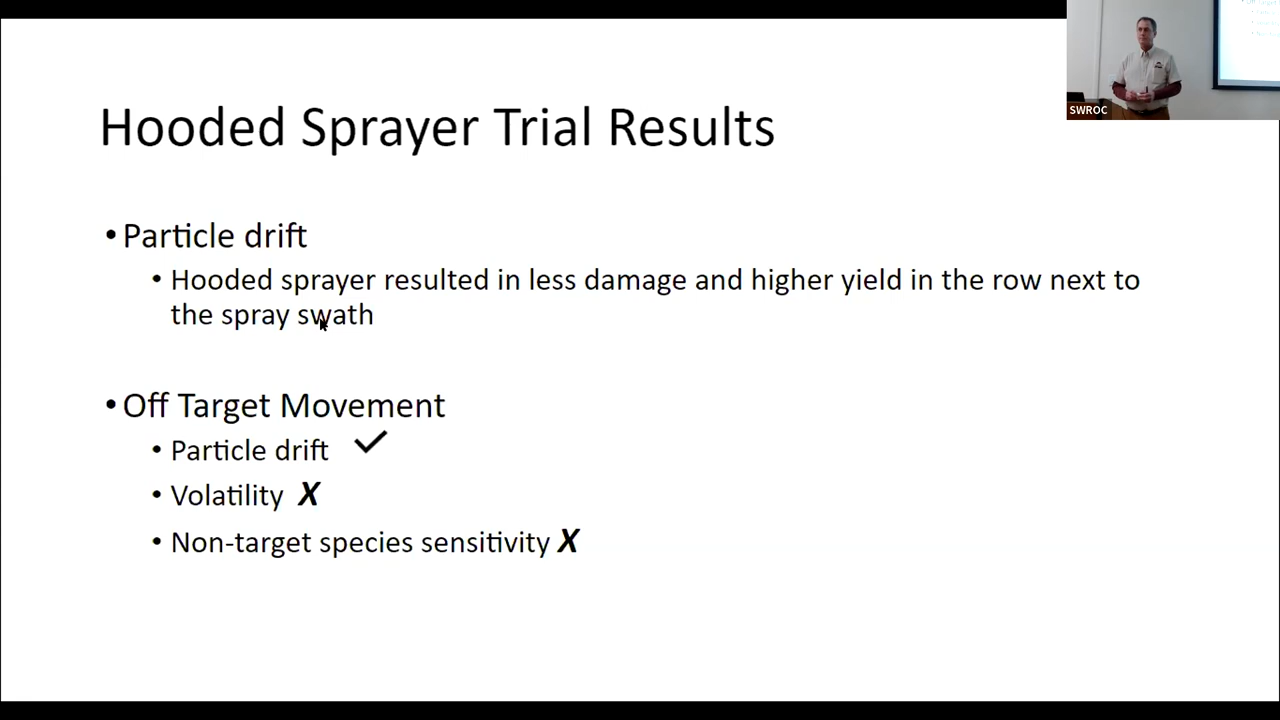 Hooded Sprayer Trial Results
• Particle drift
• Hooded sprayer resulted in less damage and higher yield in the row next to
the spray swath
• Off Target Movement
• Particle drift ✓
• Volatility X
• Non-target species sensitivity X
SWROC